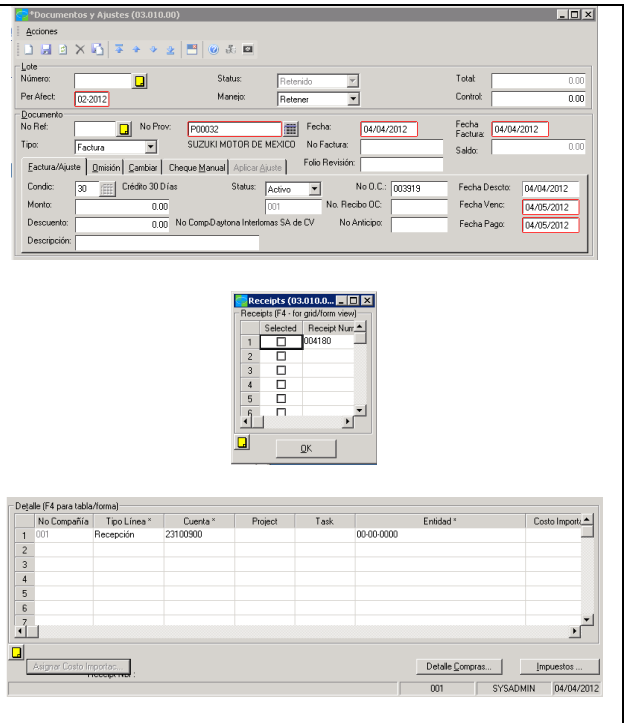 *Documentos y Ajustes (03.010.00)
Acciones
Lote
Número: Status: Retenido Total: 0.00
Per Afect: 02-2012 Manejo: Retener Control: 0.00
Documento
No Ref: No Prov: P00032 Fecha: 04/04/2012 Fecha Factura: 04/04/2012
Tipo: Factura SUZUKI MOTOR DE MEXICO No Factura: Saldo: 0.00
Factura/Ajuste Omisión Cambiar Cheque Manual Aplicar Ajuste Folio Revisión:
Condic: 30 Crédito 30 Días Status: Activo No O.C.: 003919 Fecha Descto: 04/04/2012
Monto: 0.00 001 No. Recibo OC: Fecha Venc: 04/05/2012
Descuento: 0.00 No Comp.Daytona Interlomas SA de CV No Anticipo: Fecha Pago: 04/05/2012
Descripción:
Receipts (03.010.0...
Receipts (F4 - for grid/form view)
Selected Receipt Num
1 004180
2
3
4
5
6
OK
Detalle (F4 para tabla/forma)
No Compañía Tipo Línea * Cuenta * Project Task Entidad * Costo Importa
1 001 Recepción 23100900 00-00-0000
2
3
4
5
6
7
Asignar Costo Importac... Detalle Compras... Impuestos ...
Receipt Nbr :
001 SYSADMIN 04/04/2012